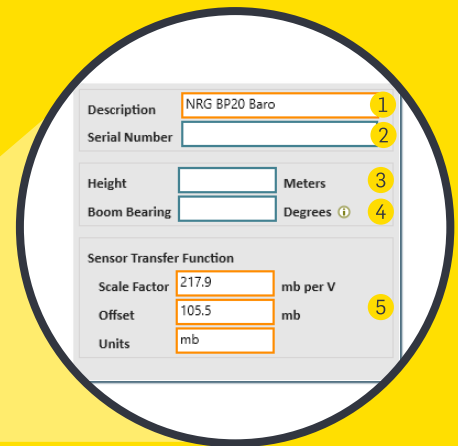 Description NRG BP20 Baro 1
Serial Number 2
Height Meters 3
Boom Bearing Degrees i 4
Sensor Transfer Function
Scale Factor 217.9 mb per V
Offset 105.5 mb 5
Units mb